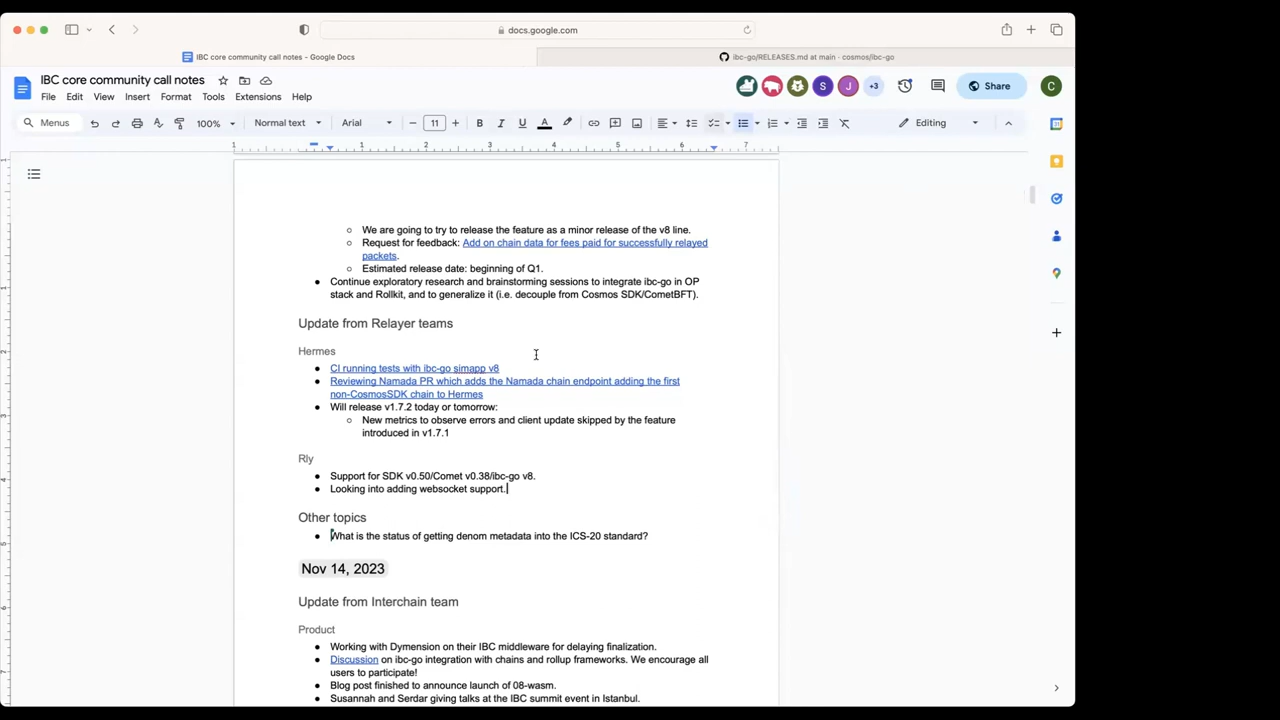 docs.google.com
IBC core community call notes - Google Docs
ibc-go/RELEASES.md at main · cosmos/ibc-go
IBC core community call notes
File Edit View Insert Format Tools Extensions Help
S J +3 Share C
Menus 100% Normal text Arial 11 B I U A Editing
1 1 2 3 4 5 6 7
We are going to try to release the feature as a minor release of the v8 line.
Request for feedback: Add on chain data for fees paid for successfully relayed
packets.
Estimated release date: beginning of Q1.
Continue exploratory research and brainstorming sessions to integrate ibc-go in OP
stack and Rollkit, and to generalize it (i.e. decouple from Cosmos SDK/CometBFT).
Update from Relayer teams
Hermes
CI running tests with ibc-go simapp v8
Reviewing Namada PR which adds the Namada chain endpoint adding the first
non-CosmosSDK chain to Hermes
Will release v1.7.2 today or tomorrow:
New metrics to observe errors and client update skipped by the feature
introduced in v1.7.1
Rly
Support for SDK v0.50/Comet v0.38/ibc-go v8.
Looking into adding websocket support.
Other topics
What is the status of getting denom metadata into the ICS-20 standard?
Nov 14, 2023
Update from Interchain team
Product
Working with Dymension on their IBC middleware for delaying finalization.
Discussion on ibc-go integration with chains and rollup frameworks. We encourage all
users to participate!
Blog post finished to announce launch of 08-wasm.
Susannah and Serdar giving talks at the IBC summit event in Istanbul.